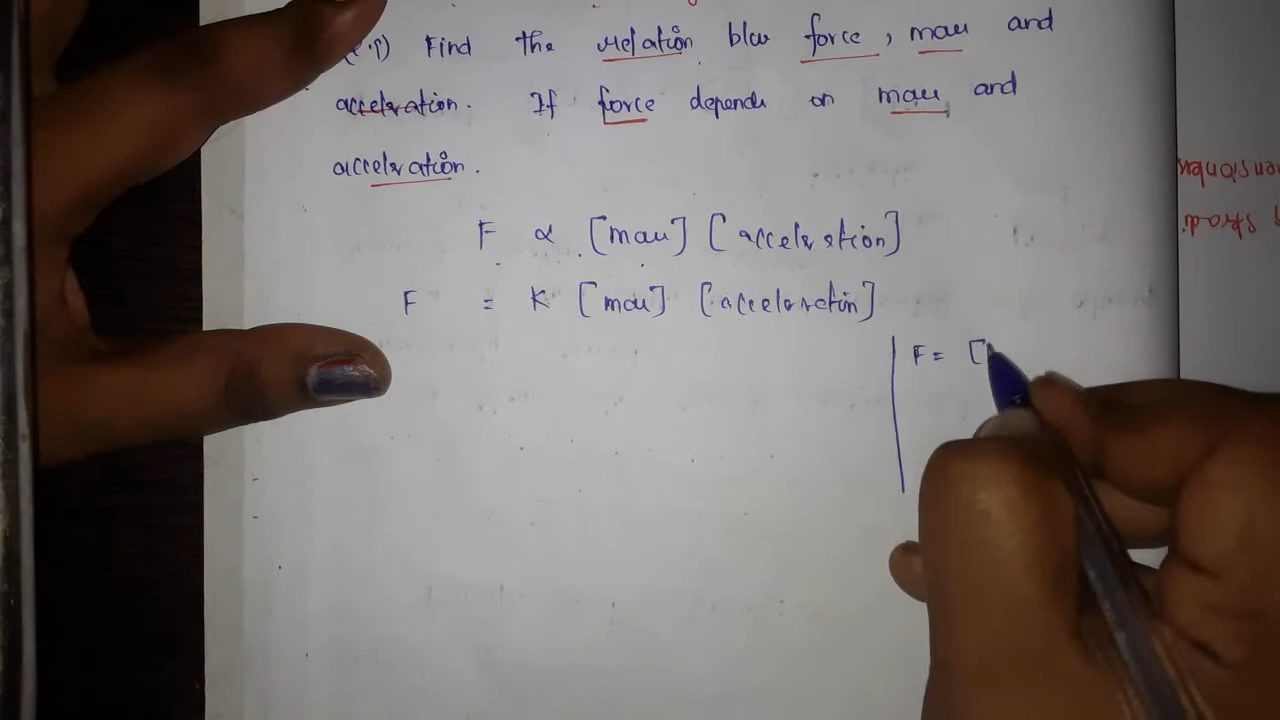 Find the relation b/w force, mass and
acceleration. If force depends on mass and
acceleration.
F ∝ [mass] [acceleration]
F = K [mass] [acceleration]
F = [